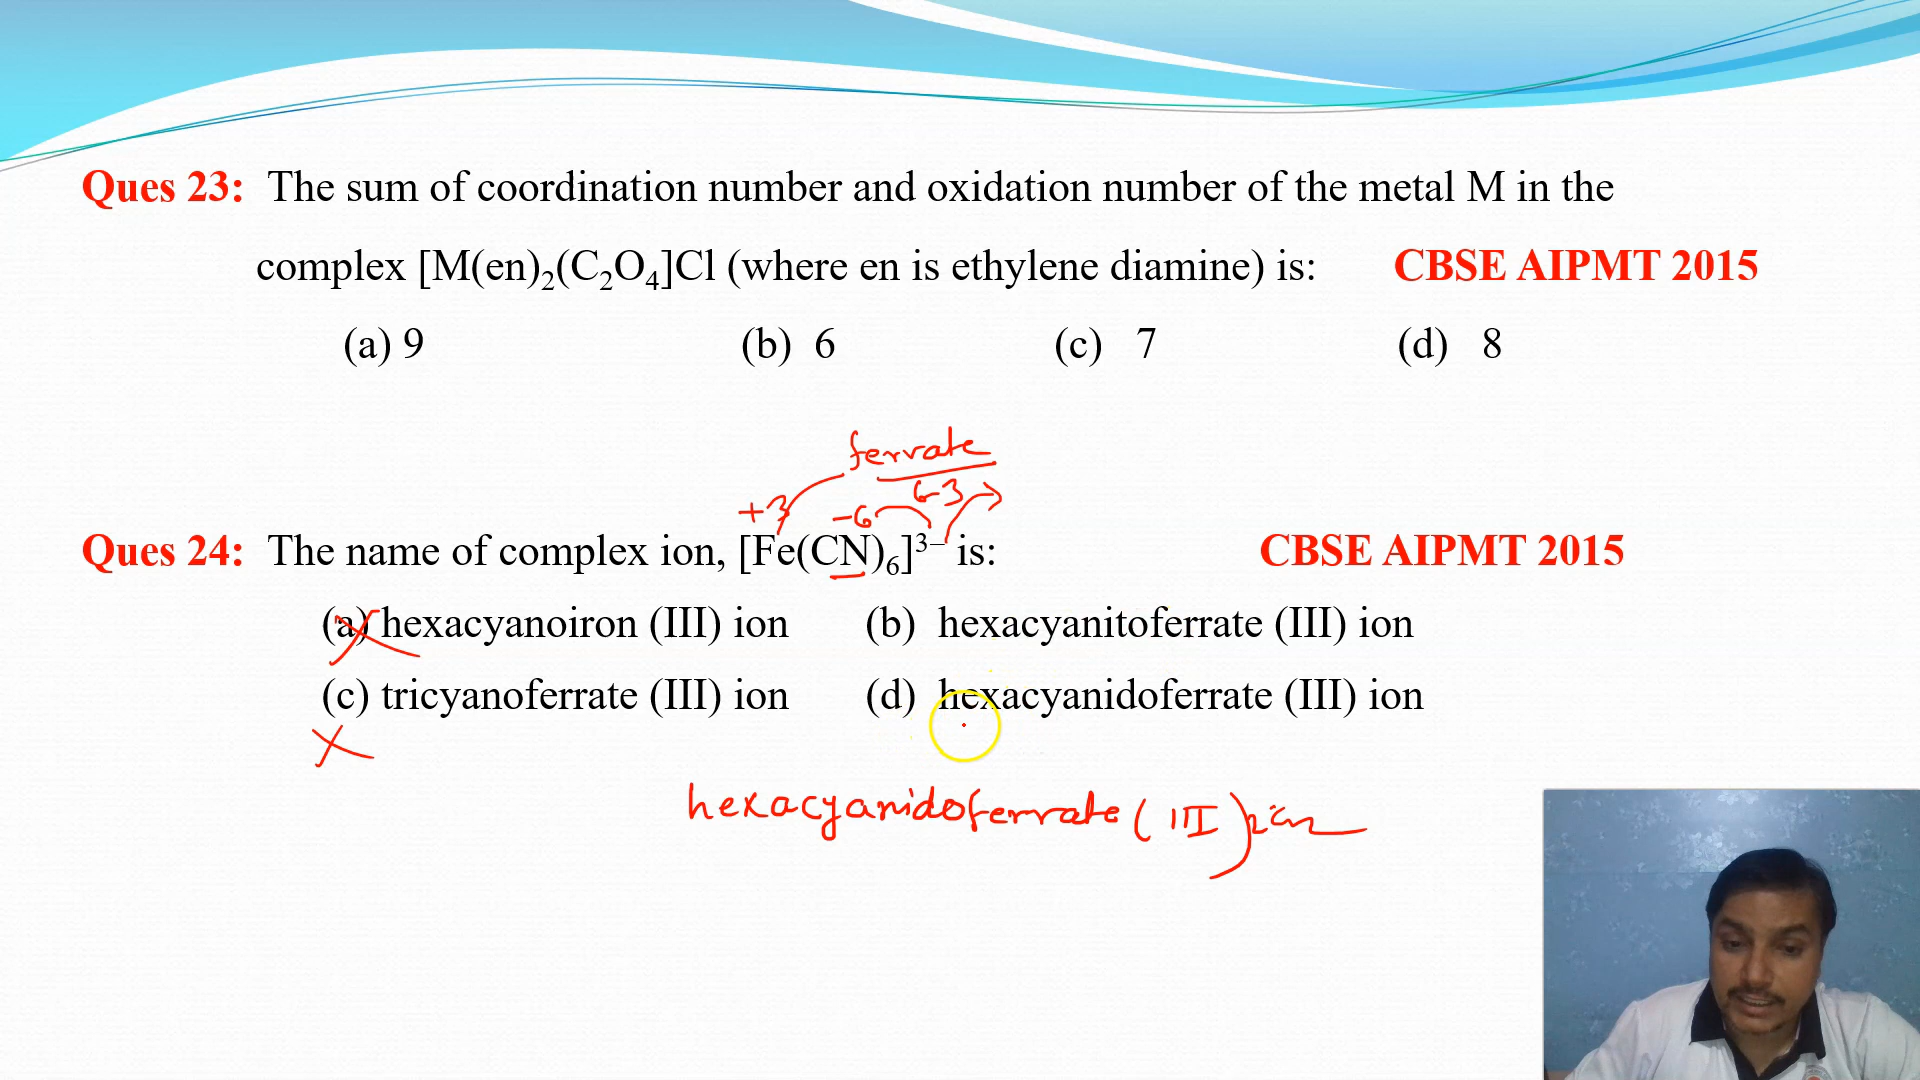 Ques 23: The sum of coordination number and oxidation number of the metal M in the
complex [M(en)₂(C₂O₄]Cl (where en is ethylene diamine) is: CBSE AIPMT 2015
(a) 9 (b) 6 (c) 7 (d) 8
ferrate
+3 -6 6-3
Ques 24: The name of complex ion, [Fe(CN)₆]³⁻ is: CBSE AIPMT 2015
(a) hexacyanoiron (III) ion (b) hexacyanitoferrate (III) ion
(c) tricyanoferrate (III) ion (d) hexacyanidoferrate (III) ion
hexacyanidoferrate (III) ion